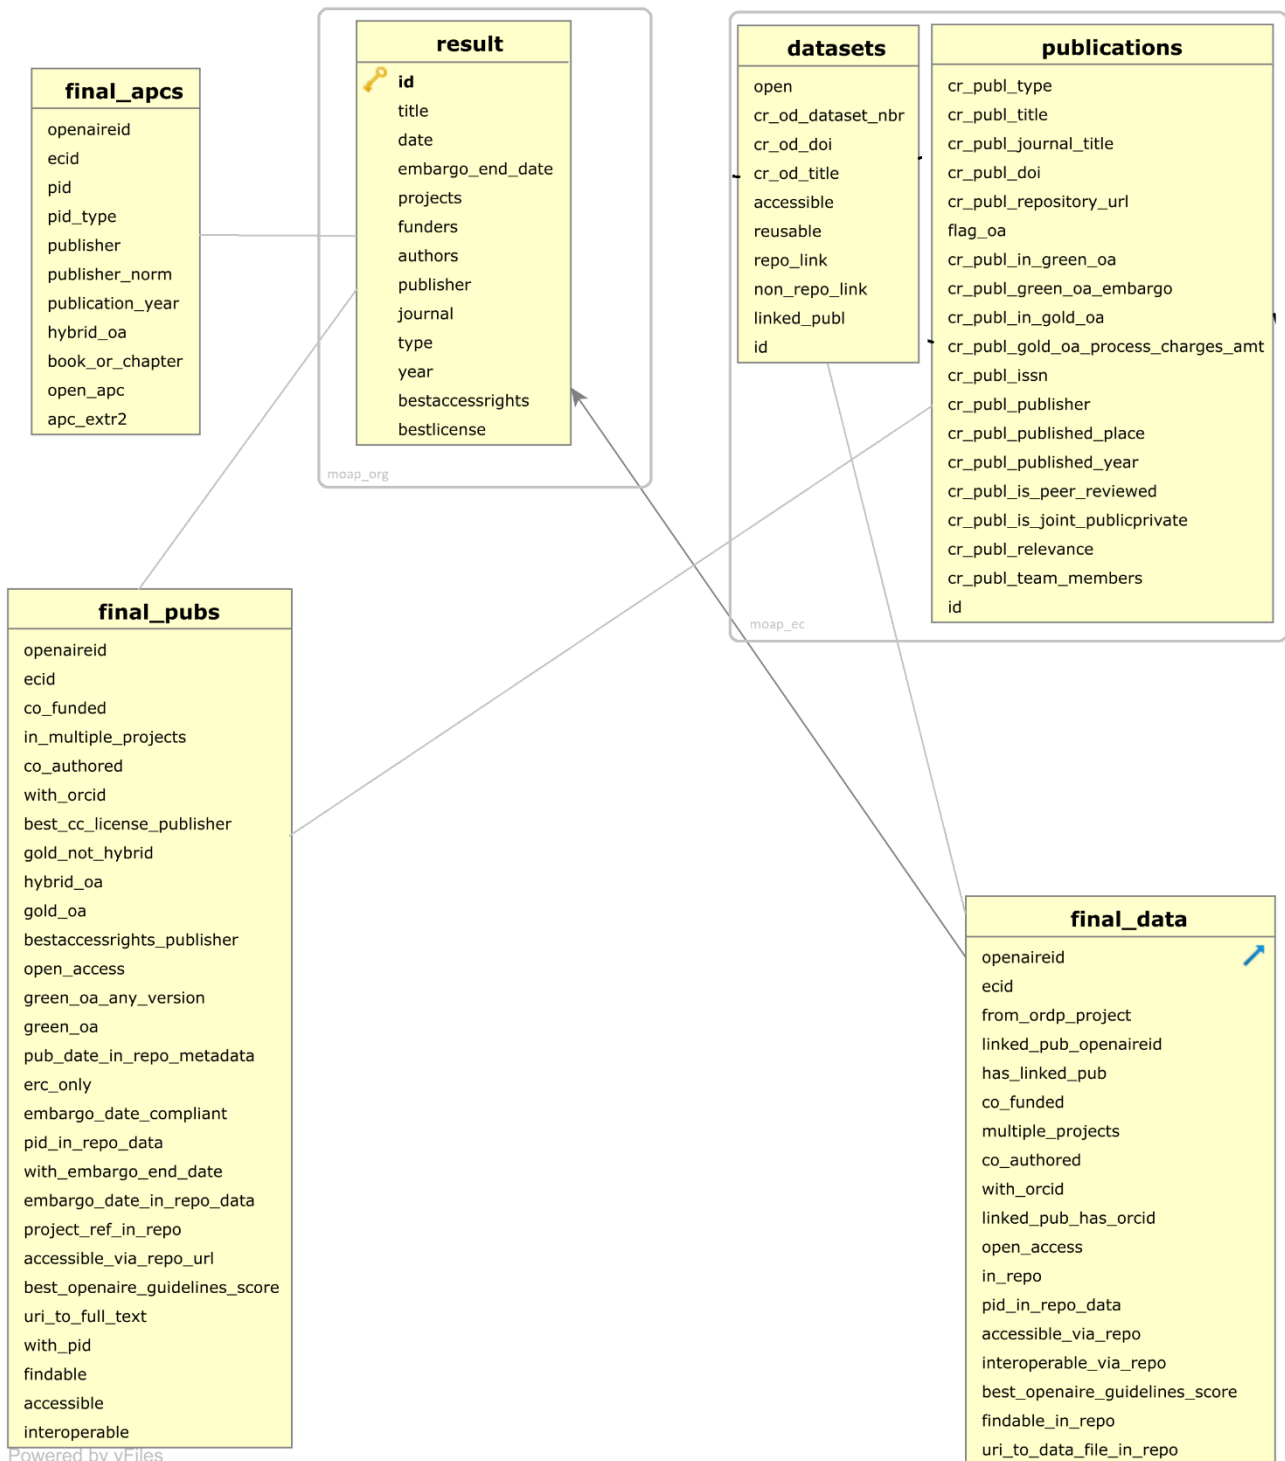 final_apcs
openaireid
ecid
pid
pid_type
publisher
publisher_norm
publication_year
hybrid_oa
book_or_chapter
open_apc
apc_extr2
result
id
title
date
embargo_end_date
projects
funders
authors
publisher
journal
type
year
bestaccessrights
bestlicense
moap_org
datasets
open
cr_od_dataset_nbr
cr_od_doi
cr_od_title
accessible
reusable
repo_link
non_repo_link
linked_publ
id
publications
cr_publ_type
cr_publ_title
cr_publ_journal_title
cr_publ_doi
cr_publ_repository_url
flag_oa
cr_publ_in_green_oa
cr_publ_green_oa_embargo
cr_publ_in_gold_oa
cr_publ_gold_oa_process_charges_amt
cr_publ_issn
cr_publ_publisher
cr_publ_published_place
cr_publ_published_year
cr_publ_is_peer_reviewed
cr_publ_is_joint_publicprivate
cr_publ_relevance
cr_publ_team_members
id
moap_ec
final_pubs
openaireid
ecid
co_funded
in_multiple_projects
co_authored
with_orcid
best_cc_license_publisher
gold_not_hybrid
hybrid_oa
gold_oa
bestaccessrights_publisher
open_access
green_oa_any_version
green_oa
pub_date_in_repo_metadata
erc_only
embargo_date_compliant
pid_in_repo_data
with_embargo_end_date
embargo_date_in_repo_data
project_ref_in_repo
accessible_via_repo_url
best_openaire_guidelines_score
uri_to_full_text
with_pid
findable
accessible
interoperable
Powered by yFiles
final_data
openaireid
ecid
from_ordp_project
linked_pub_openaireid
has_linked_pub
co_funded
multiple_projects
co_authored
with_orcid
linked_pub_has_orcid
open_access
in_repo
pid_in_repo_data
accessible_via_repo
interoperable_via_repo
best_openaire_guidelines_score
findable_in_repo
uri_to_data_file_in_repo